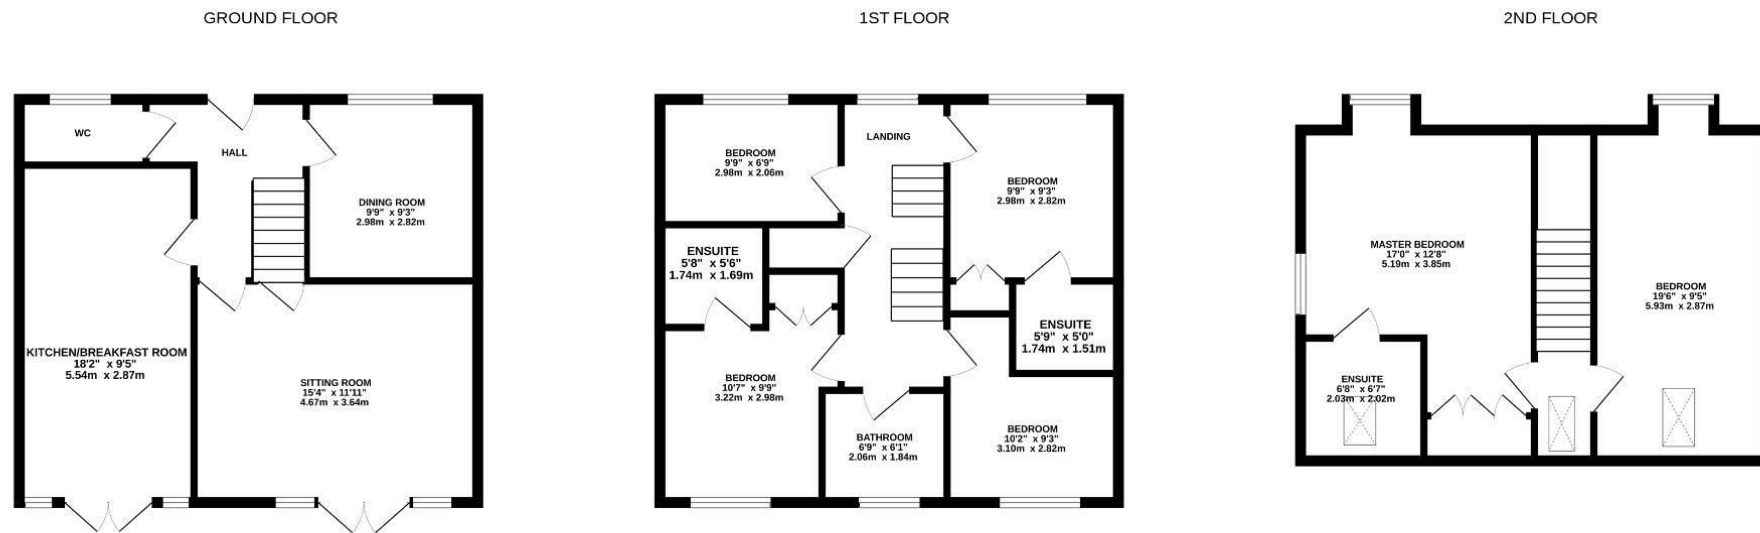 GROUND FLOOR
WC
HALL
DINING ROOM
9'9" x 9'3"
2.98m x 2.82m
KITCHEN/BREAKFAST ROOM
18'2" x 9'5"
5.54m x 2.87m
SITTING ROOM
15'4" x 11'11"
4.67m x 3.64m
1ST FLOOR
LANDING
BEDROOM
9'9" x 6'9"
2.98m x 2.06m
BEDROOM
9'9" x 9'3"
2.98m x 2.82m
ENSUITE
5'8" x 5'6"
1.74m x 1.69m
ENSUITE
5'9" x 5'0"
1.74m x 1.51m
BEDROOM
10'7" x 9'9"
3.22m x 2.98m
BATHROOM
6'9" x 6'1"
2.06m x 1.84m
BEDROOM
10'2" x 9'3"
3.10m x 2.82m
2ND FLOOR
MASTER BEDROOM
17'0" x 12'8"
5.19m x 3.85m
BEDROOM
19'6" x 9'5"
5.93m x 2.87m
ENSUITE
6'8" x 6'7"
2.03m x 2.02m